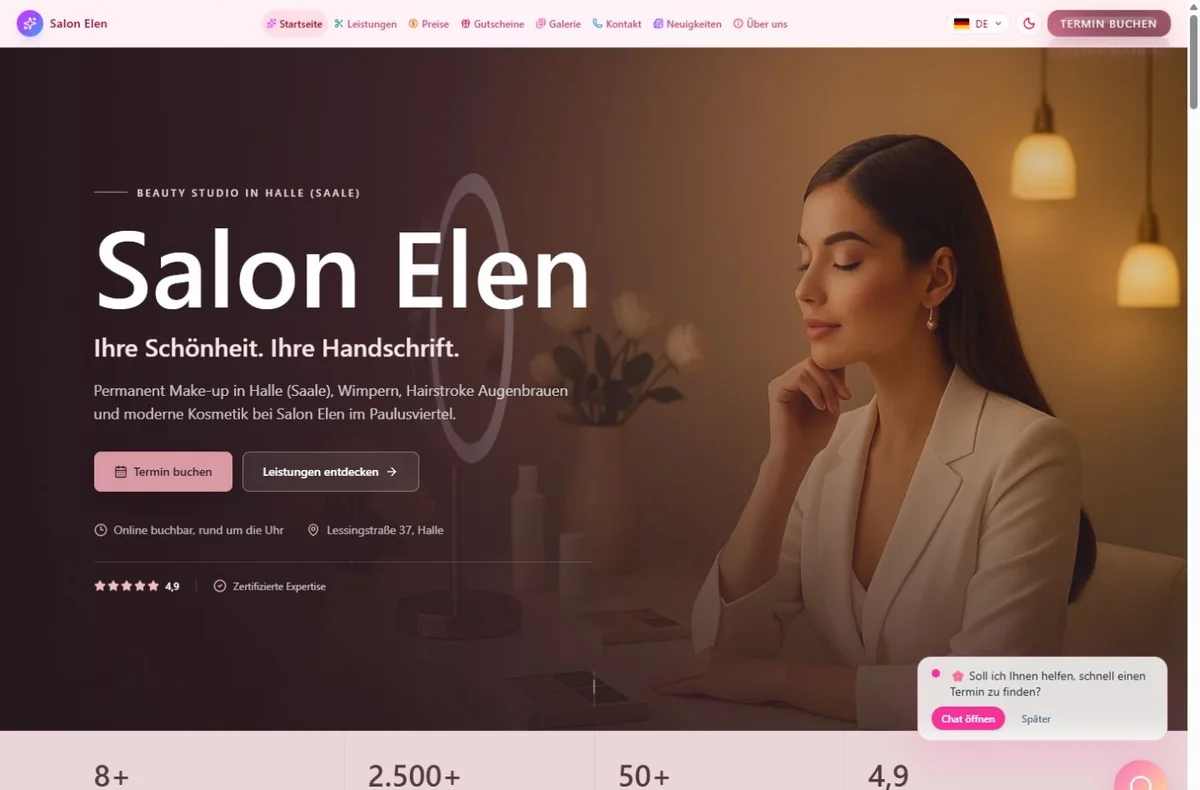 Salon Elen
Startseite
Leistungen
Preise
Gutscheine
Galerie
Kontakt
Neuigkeiten
Über uns
DE
TERMIN BUCHEN
BEAUTY STUDIO IN HALLE (SAALE)
Salon Elen
Ihre Schönheit. Ihre Handschrift.
Permanent Make-up in Halle (Saale), Wimpern, Hairstroke Augenbrauen
und moderne Kosmetik bei Salon Elen im Paulusviertel.
Termin buchen
Leistungen entdecken →
Online buchbar, rund um die Uhr
Lessingstraße 37, Halle
4,9
Zertifizierte Expertise
Soll ich Ihnen helfen, schnell einen
Termin zu finden?
Chat öffnen
Später
8+
2.500+
50+
4,9